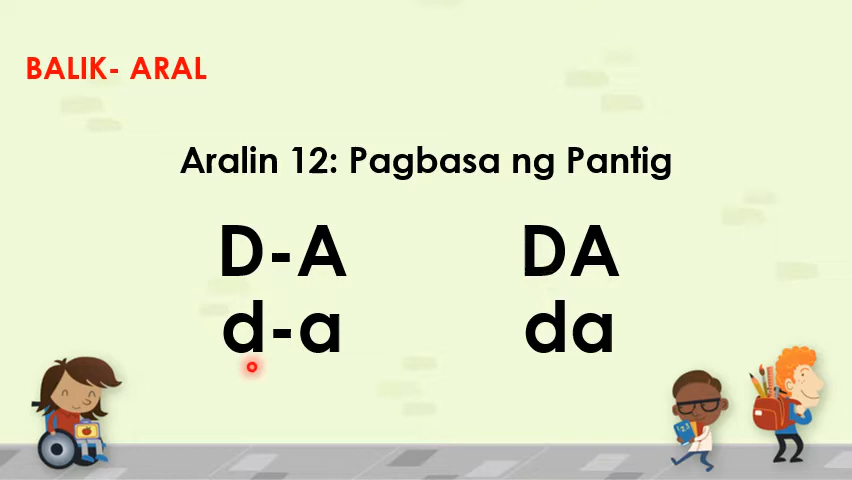 BALIK- ARAL
Aralin 12: Pagbasa ng Pantig
D-A DA
d-a da